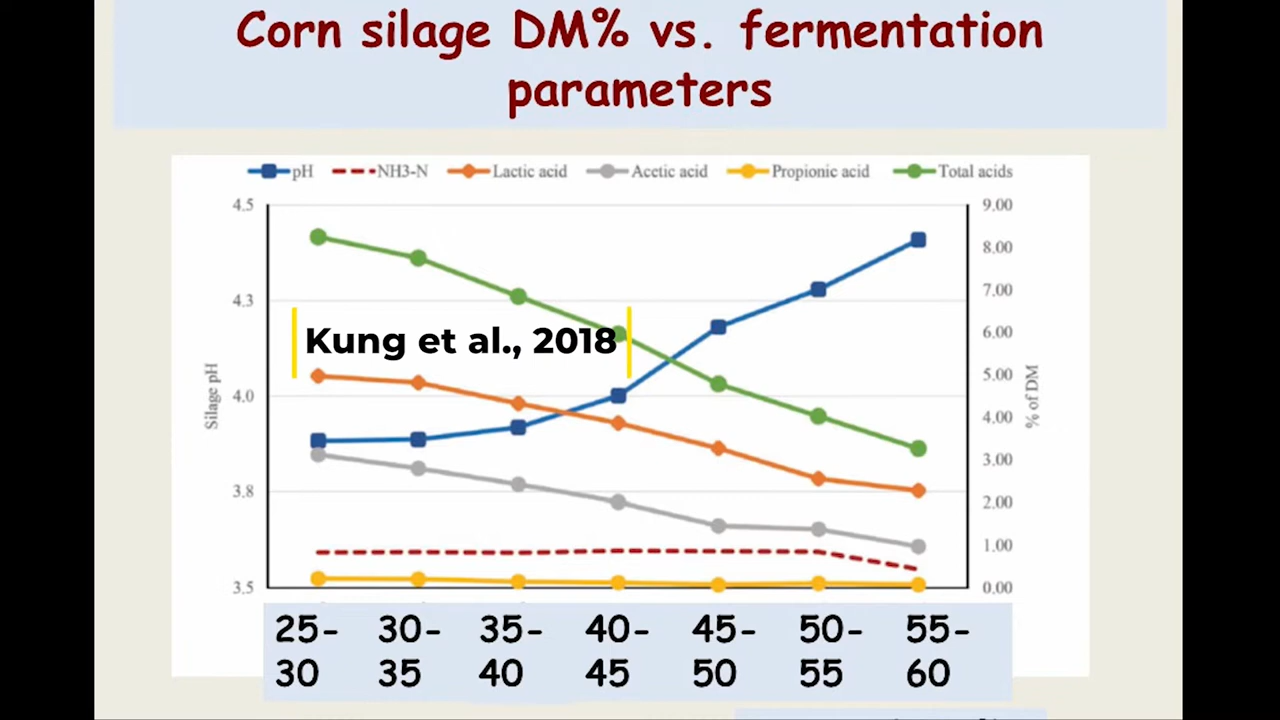 Corn silage DM% vs. fermentation
parameters
pH NH3-N Lactic acid Acetic acid Propionic acid Total acids
4.5
4.3
4.0
3.8
3.5
Silage pH
Kung et al., 2018
9.00
8.00
7.00
6.00
5.00
4.00
3.00
2.00
1.00
0.00
% of DM
25- 30- 35- 40- 45- 50- 55-
30 35 40 45 50 55 60